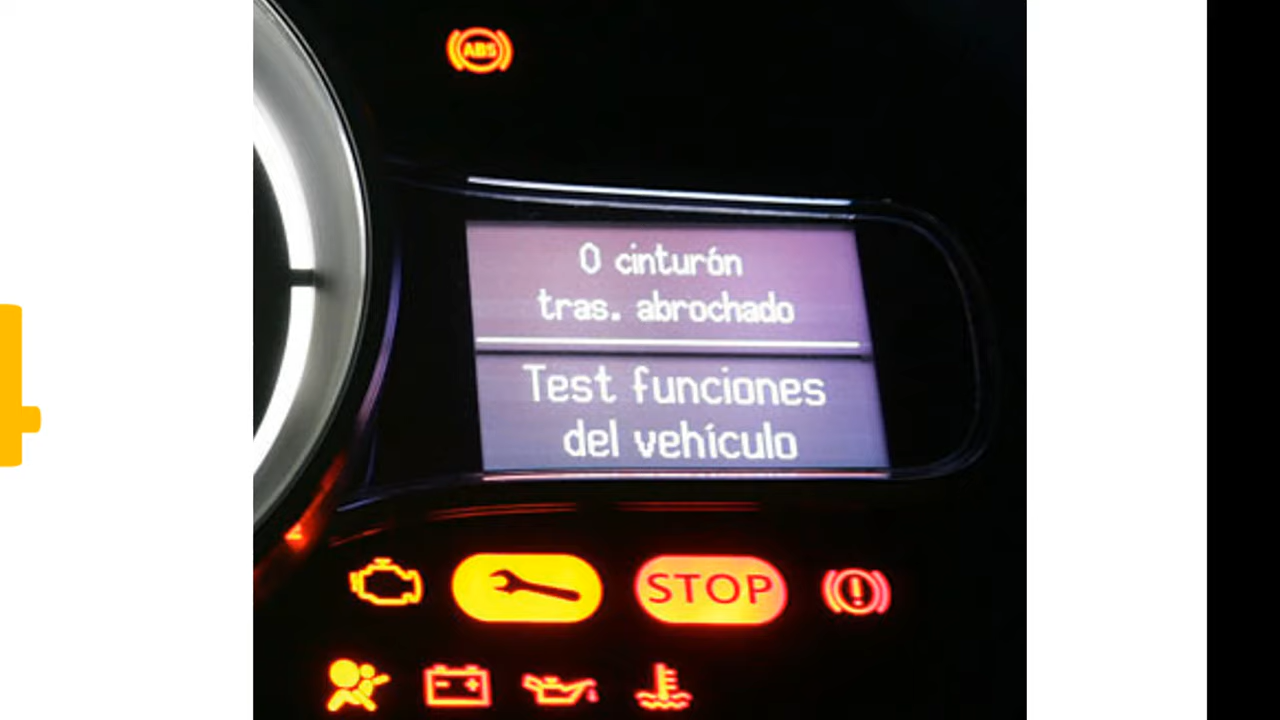 ABS
0 cinturón
tras. abrochado
Test funciones
del vehículo
STOP